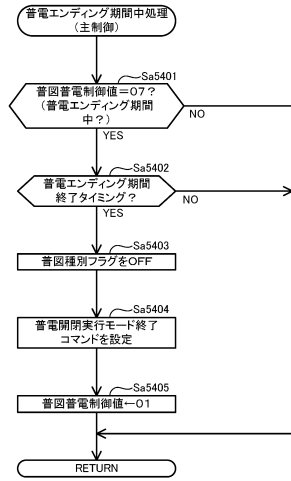 普電エンディング期間中処理
(主制御)
Sa5401
普図普電制御値=07?
(普電エンディング期間
中?)
NO
YES
Sa5402
普電エンディング期間
終了タイミング?
NO
YES
Sa5403
普図種別フラグをOFF
Sa5404
普電開閉実行モード終了
コマンドを設定
Sa5405
普図普電制御値←01
RETURN